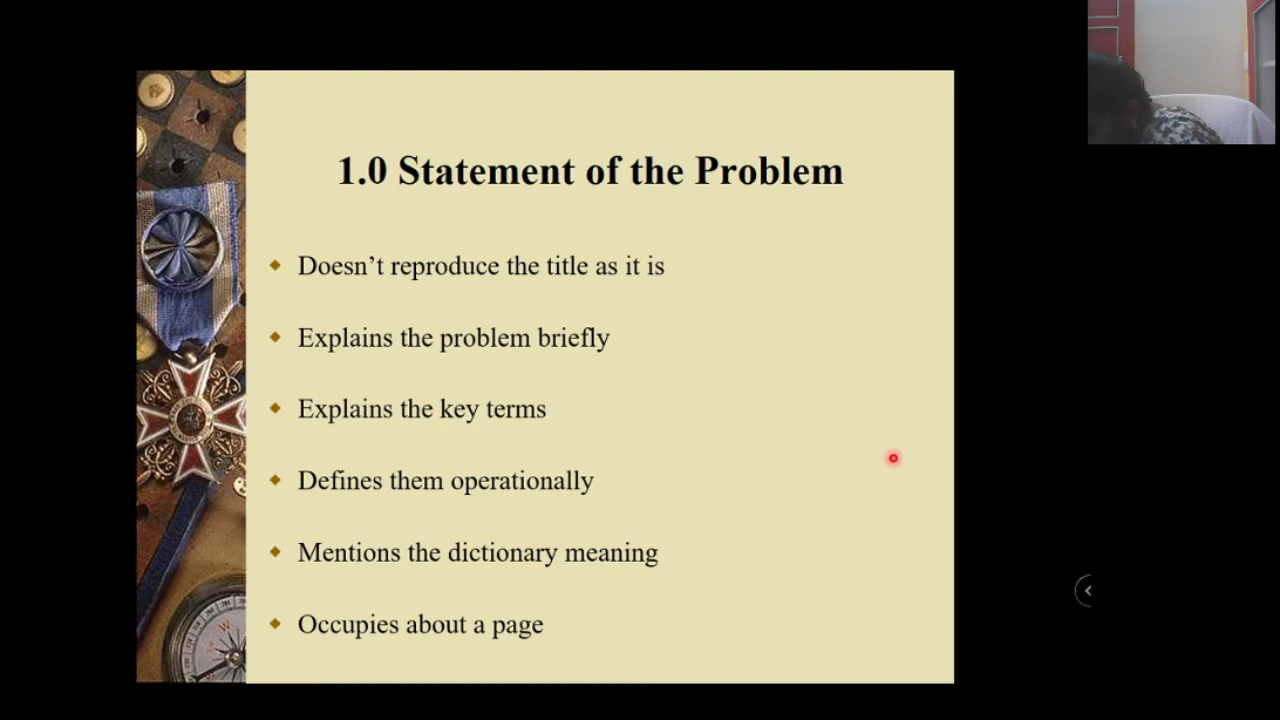 1.0 Statement of the Problem
Doesn’t reproduce the title as it is
Explains the problem briefly
Explains the key terms
Defines them operationally
Mentions the dictionary meaning
Occupies about a page